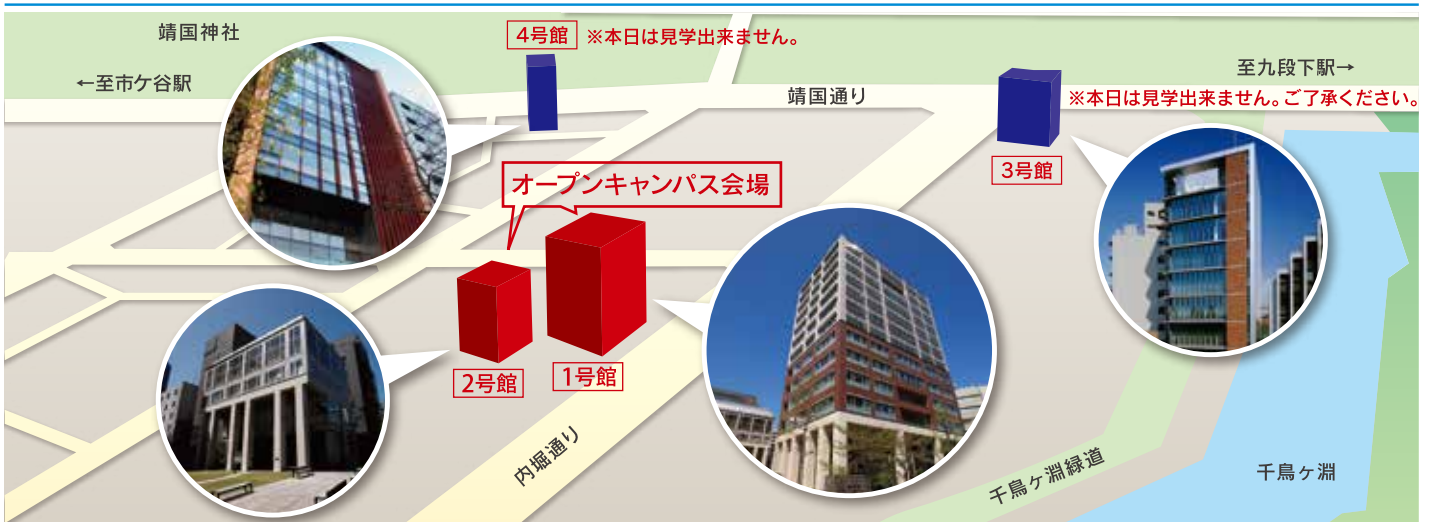 靖国神社
4号館 ※本日は見学出来ません。
←至市ケ谷駅
至九段下駅→
靖国通り
※本日は見学出来ません。ご了承ください。
3号館
オープンキャンパス会場
2号館
1号館
内堀通り
千鳥ヶ淵緑道
千鳥ヶ淵